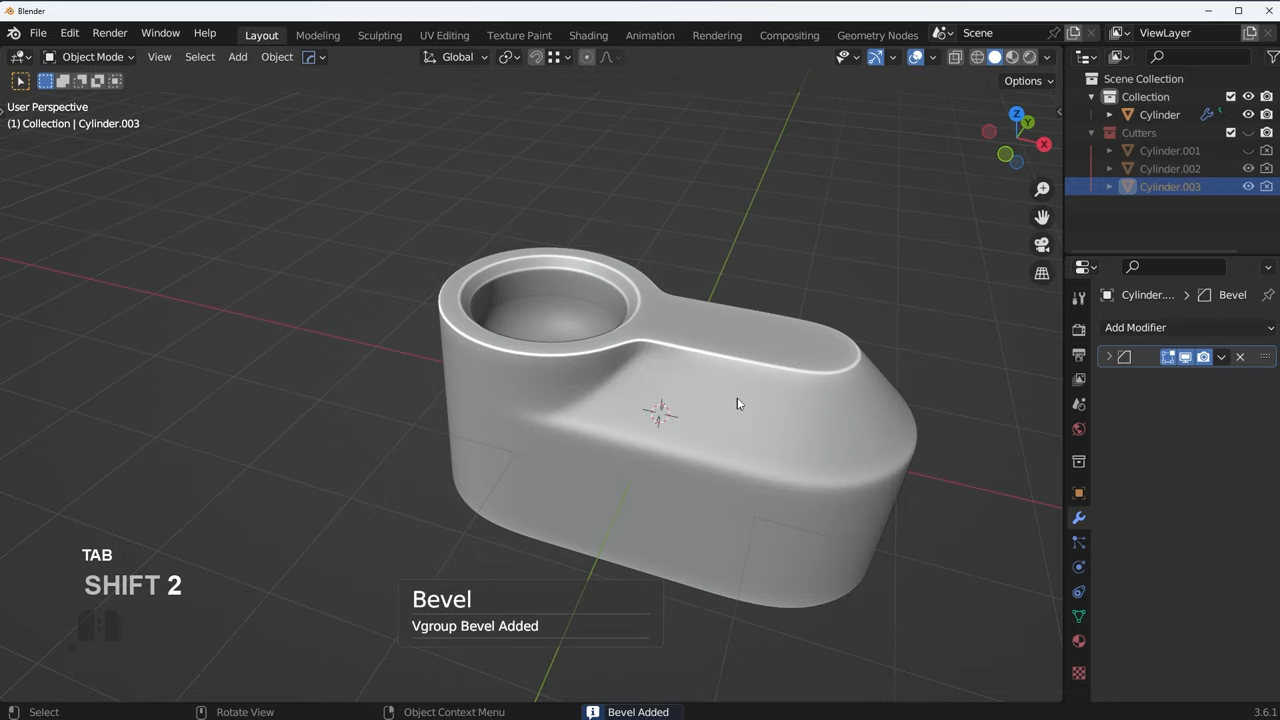 Blender
File Edit Render Window Help Layout Modeling Sculpting UV Editing Texture Paint Shading Animation Rendering Compositing Geometry Nodes Scene ViewLayer
Object Mode View Select Add Object Global
Options
User Perspective
(1) Collection | Cylinder.003
Z
Y
X
Scene Collection
Collection
Cylinder
Cutters
Cylinder.001
Cylinder.002
Cylinder.003
Cylinder.... Bevel
Add Modifier
TAB
SHIFT 2
Bevel
Vgroup Bevel Added
Select Rotate View Object Context Menu Bevel Added 3.6.1